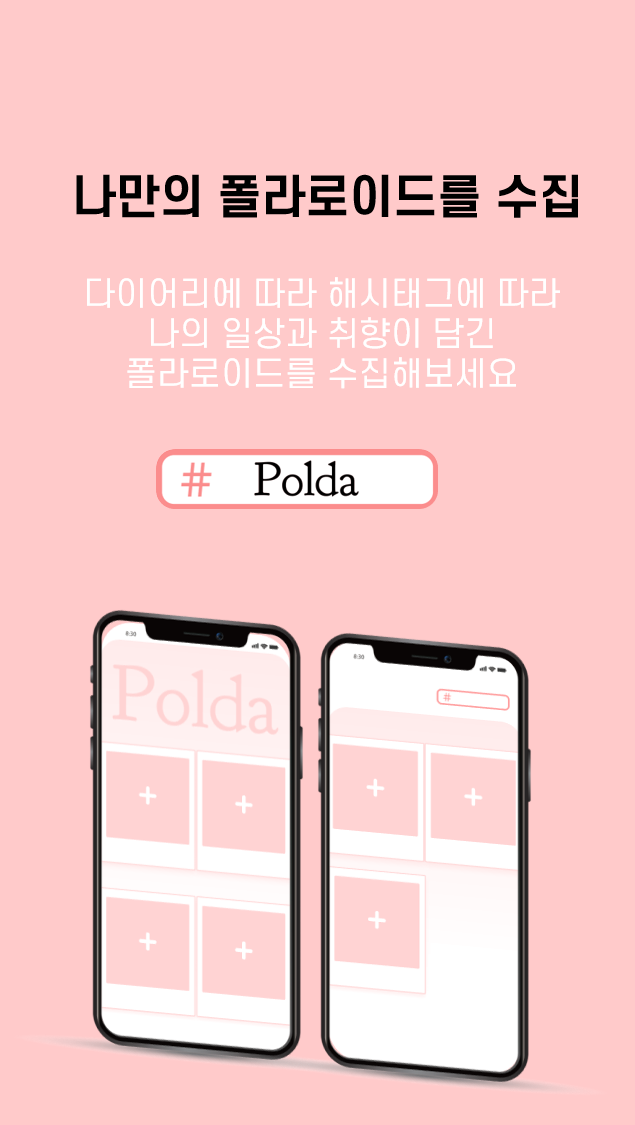 나만의 폴라로이드를 수집
다이어리에 따라 해시태그에 따라
나의 일상과 취향이 담긴
폴라로이드를 수집해보세요
# Polda
8:30
Polda
8:30
#